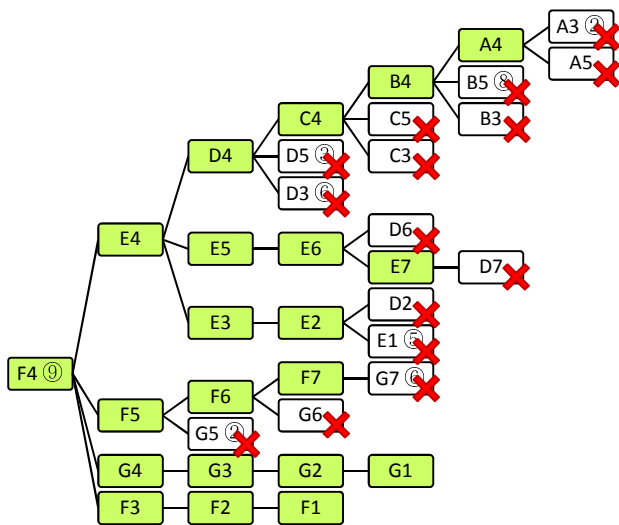 A3 ②
A4
A5
B4
B5 ⑧
C4
C5
B3
D4
D5 ③
C3
D3 ⑥
D6
E4
E5
E6
E7
D7
D2
E3
E2
E1 ⑤
F4 ⑨
F7
G7 ⑥
F6
F5
G6
G5 ②
G4
G3
G2
G1
F3
F2
F1